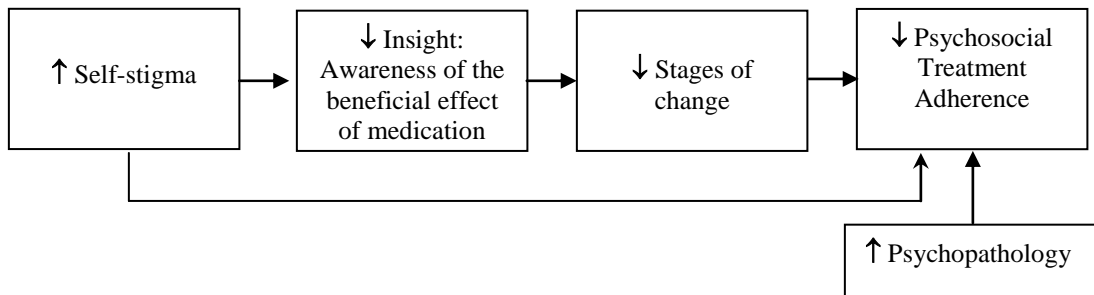 ↑ Self-stigma
↓ Insight:
Awareness of the
beneficial effect
of medication
↓ Stages of
change
↓ Psychosocial
Treatment
Adherence
↑ Psychopathology